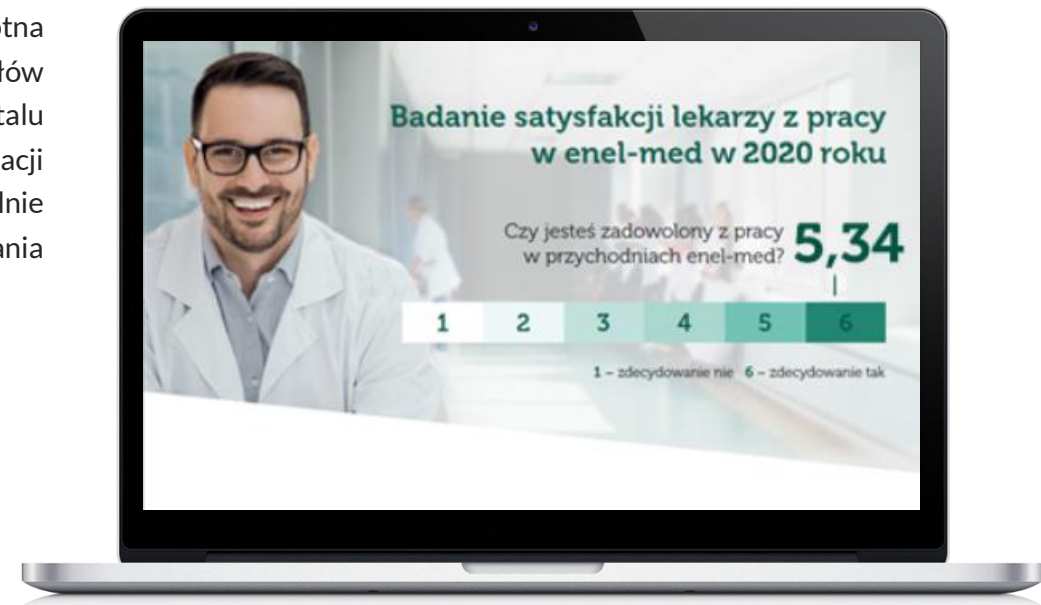 Badanie satysfakcji lekarzy z pracy
w enel-med w 2020 roku
Czy jesteś zadowolony z pracy
w przychodniach enel-med?
5,34
1 2 3 4 5 6
1 – zdecydowanie nie 6 – zdecydowanie tak